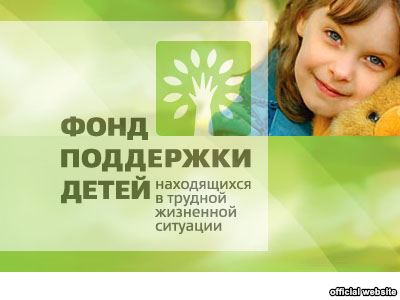 ФОНД
ПОДДЕРЖКИ
ДЕТЕЙ
находящихся
в трудной
жизненной
ситуации
official website